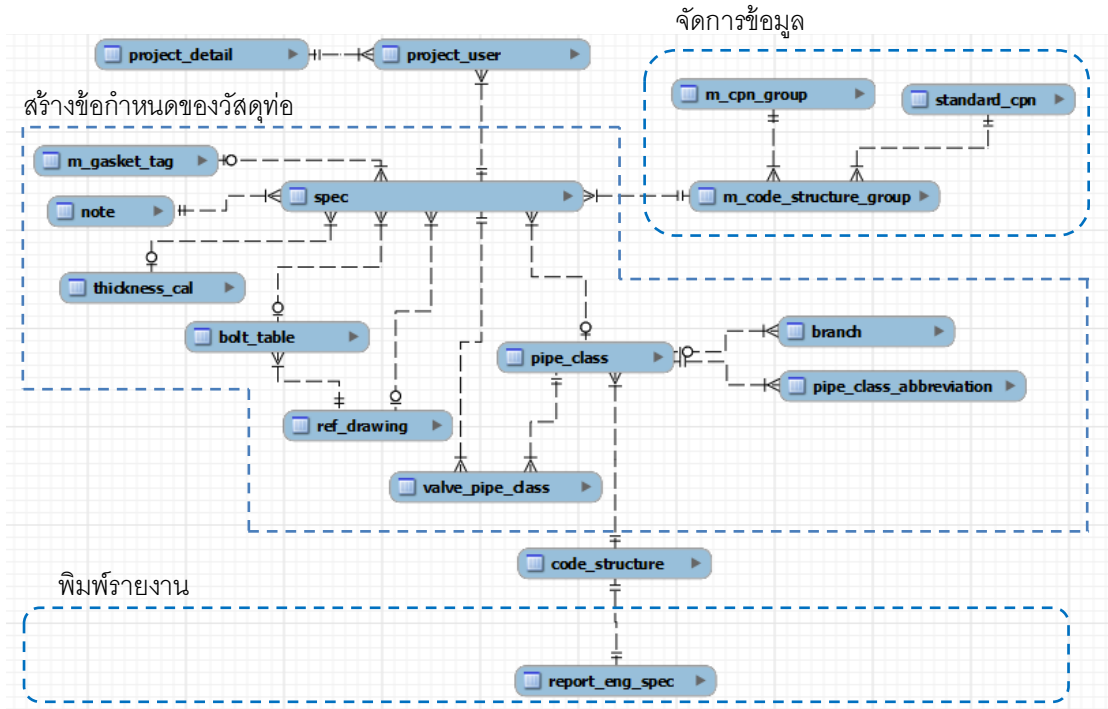 จัดการข้อมูล
project_detail
project_user
m_cpn_group
standard_cpn
สร้างข้อกำหนดของวัสดุท่อ
m_gasket_tag
spec
m_code_structure_group
note
thickness_cal
bolt_table
branch
pipe_class
pipe_class_abbreviation
ref_drawing
valve_pipe_class
code_structure
พิมพ์รายงาน
report_eng_spec